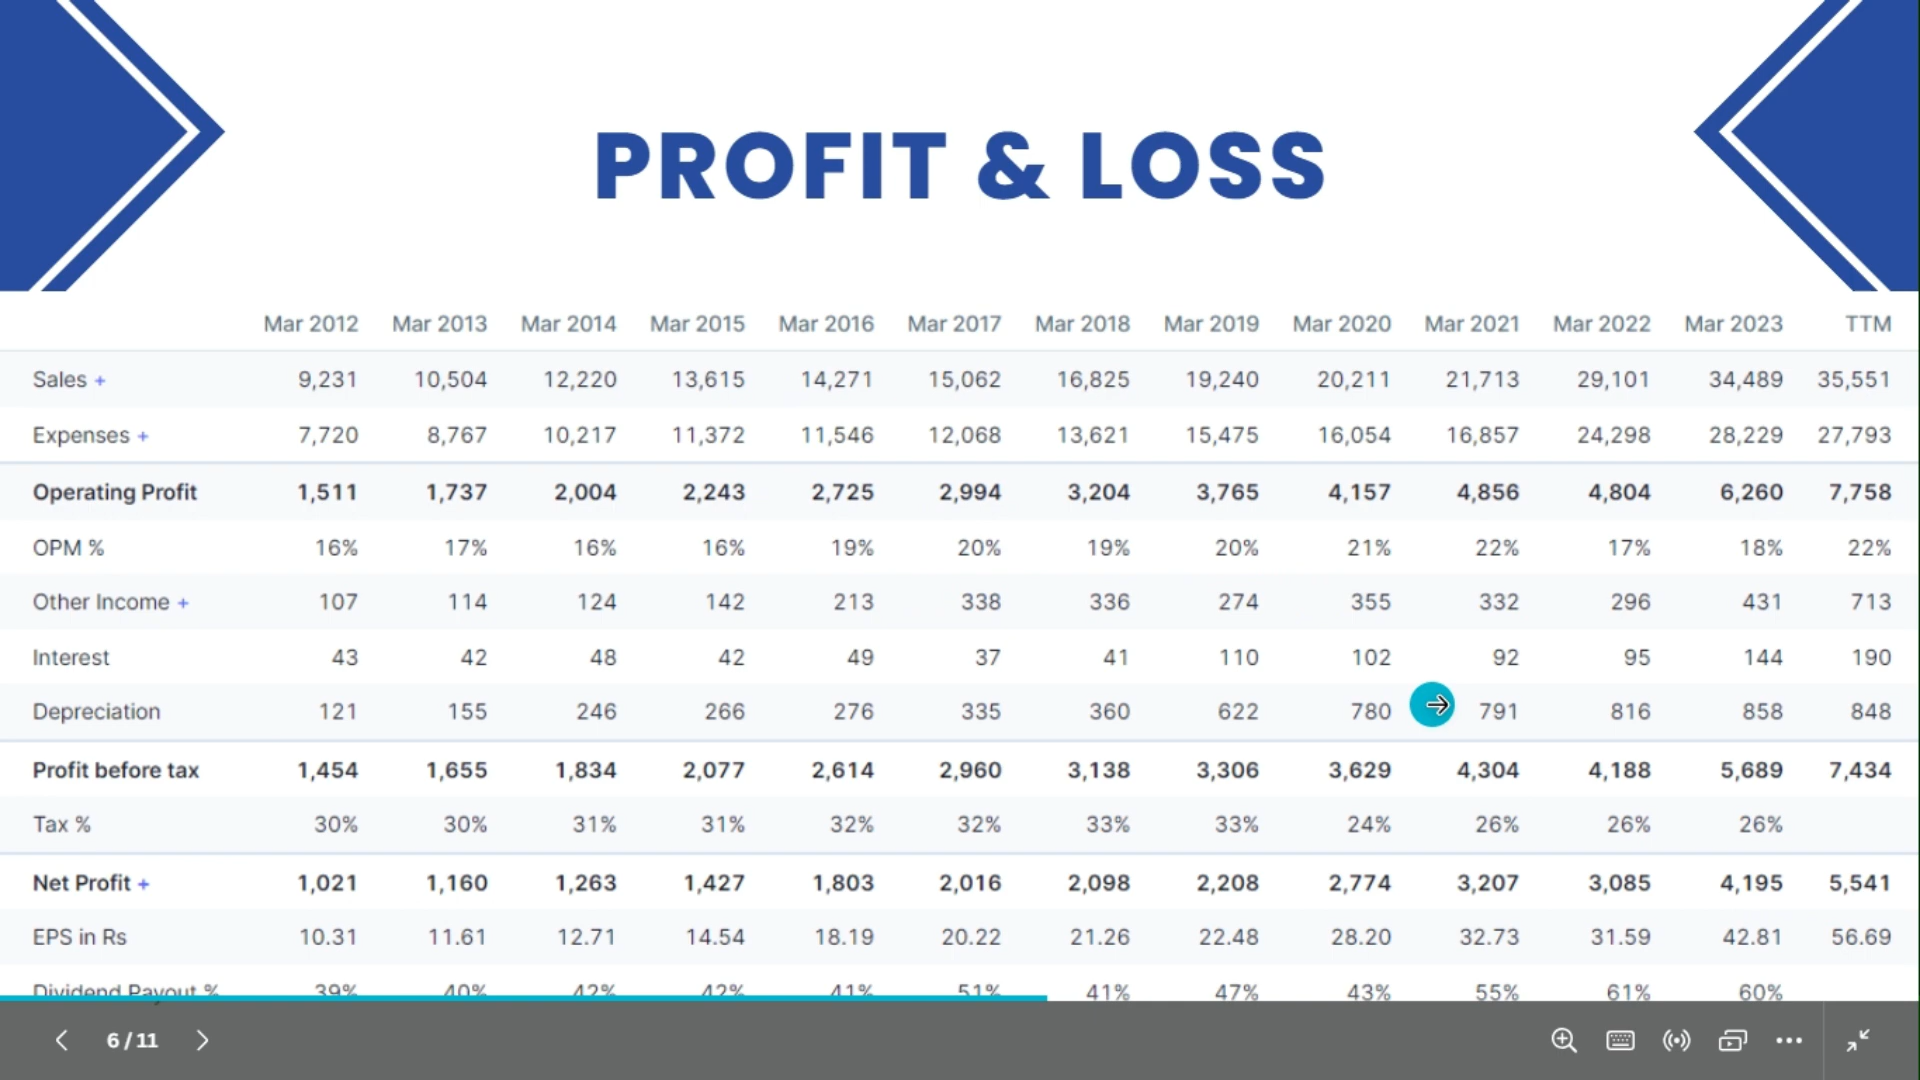 PROFIT & LOSS
Mar 2012 Mar 2013 Mar 2014 Mar 2015 Mar 2016 Mar 2017 Mar 2018 Mar 2019 Mar 2020 Mar 2021 Mar 2022 Mar 2023 TTM
Sales + 9,231 10,504 12,220 13,615 14,271 15,062 16,825 19,240 20,211 21,713 29,101 34,489 35,551
Expenses + 7,720 8,767 10,217 11,372 11,546 12,068 13,621 15,475 16,054 16,857 24,298 28,229 27,793
Operating Profit 1,511 1,737 2,004 2,243 2,725 2,994 3,204 3,765 4,157 4,856 4,804 6,260 7,758
OPM % 16% 17% 16% 16% 19% 20% 19% 20% 21% 22% 17% 18% 22%
Other Income + 107 114 124 142 213 338 336 274 355 332 296 431 713
Interest 43 42 48 42 49 37 41 110 102 92 95 144 190
Depreciation 121 155 246 266 276 335 360 622 780 791 816 858 848
Profit before tax 1,454 1,655 1,834 2,077 2,614 2,960 3,138 3,306 3,629 4,304 4,188 5,689 7,434
Tax % 30% 30% 31% 31% 32% 32% 33% 33% 24% 26% 26% 26%
Net Profit + 1,021 1,160 1,263 1,427 1,803 2,016 2,098 2,208 2,774 3,207 3,085 4,195 5,541
EPS in Rs 10.31 11.61 12.71 14.54 18.19 20.22 21.26 22.48 28.20 32.73 31.59 42.81 56.69
Dividend Payout % 39% 40% 42% 42% 41% 51% 41% 47% 43% 55% 61% 60%
6 / 11